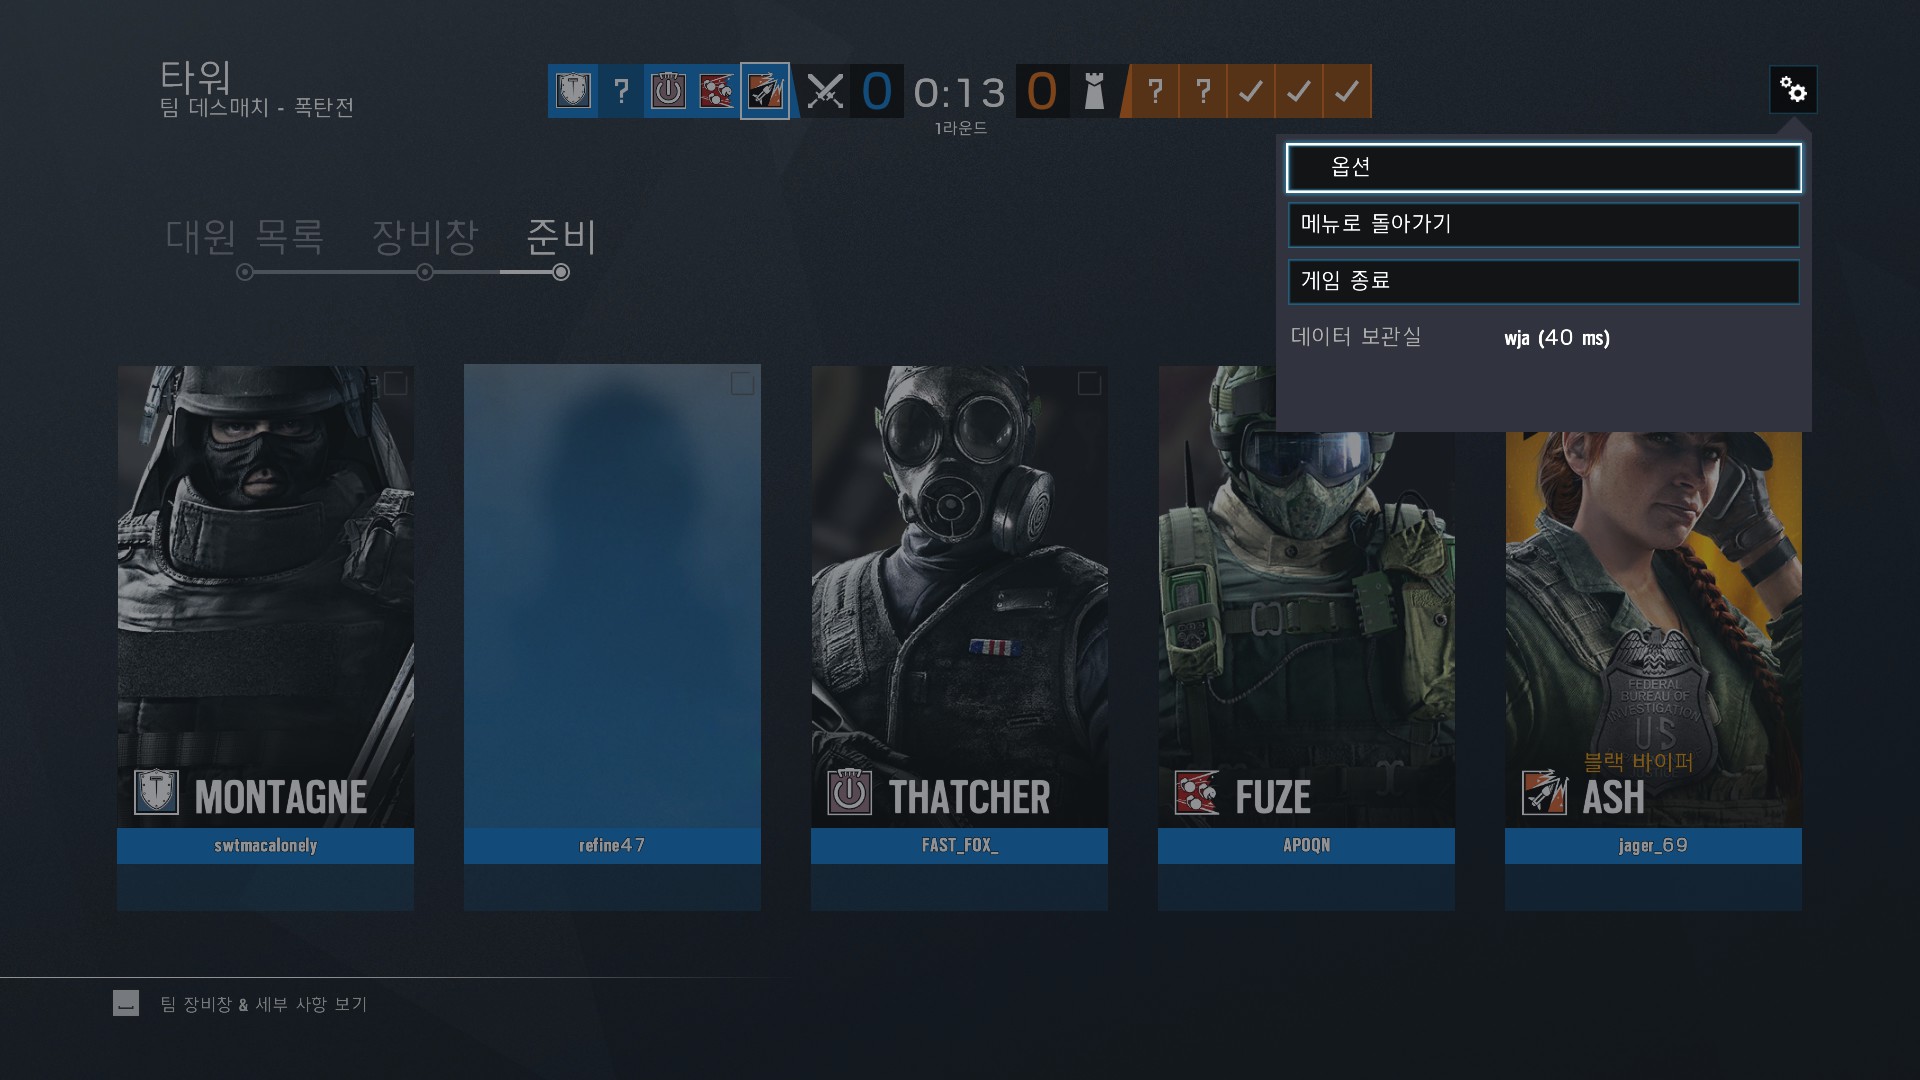 타워
팀 데스매치 - 폭탄전
? 0 0:13 0 ? ?
1라운드
옵션
메뉴로 돌아가기
게임 종료
데이터 보관실 wja (40 ms)
대원 목록 장비창 준비
MONTAGNE
swtmacalonely
refine47
THATCHER
FAST_FOX_
FUZE
APOQN
FEDERAL
BUREAU OF
INVESTIGATION
US
블랙 바이퍼
ASH
jager_69
팀 장비창 & 세부 사항 보기